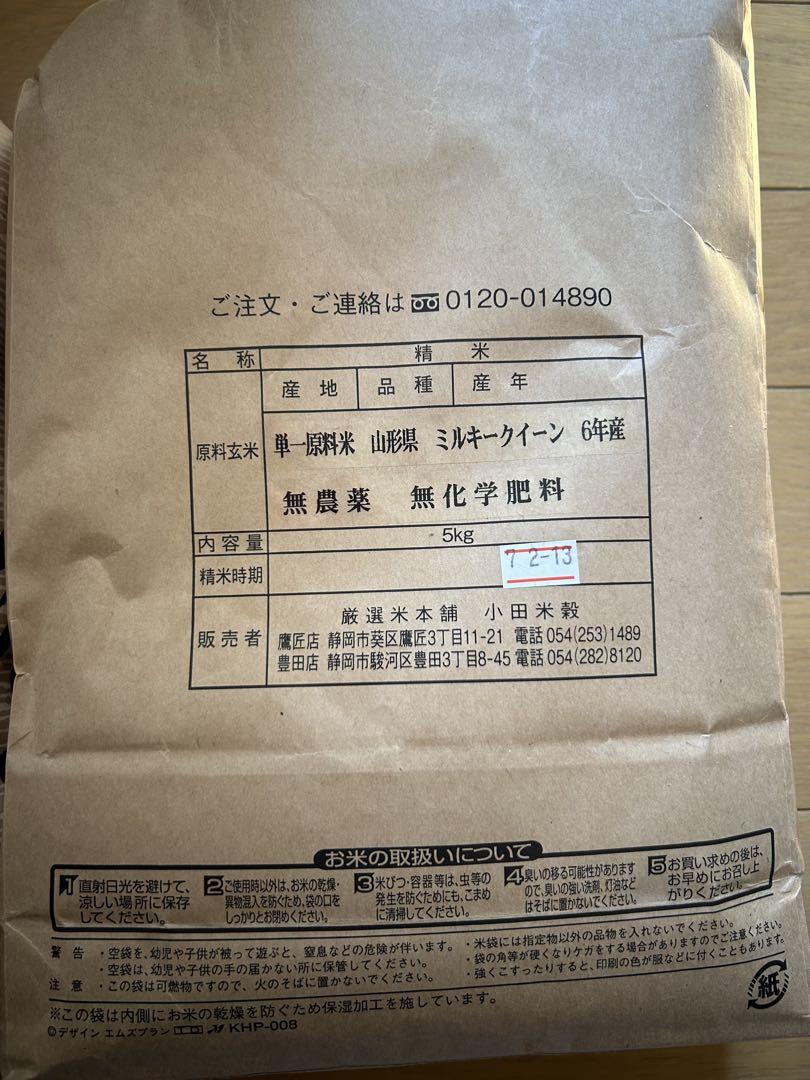 ご注文・ご連絡は 0120-014890
名 称 精 米
原料玄米 産 地 品 種 産 年
単一原料米 山形県 ミルキークイーン 6年産
無農薬 無化学肥料
内容量 5kg
精米時期 7 2-13
販売者 厳選米本舗 小田米穀
鷹匠店 静岡市葵区鷹匠3丁目11-21 電話054(253)1489
豊田店 静岡市駿河区豊田3丁目8-45 電話054(282)8120
お米の取扱いについて
1 直射日光を避けて、
涼しい場所に保存
してください。
2 ご使用時以外は、お米の乾燥・
異物混入を防ぐため、袋の口を
しっかりとお閉めください。
3 米びつ・容器等は、虫等の
発生を防ぐためにも、こまめ
に清掃してください。
4 臭いの移る可能性があります
ので、臭いの強い洗剤、灯油など
はそばに置かないでください。
5 お買い求めの後は、
お早めにお召し上
がりください。
警 告 ・空袋を、幼児や子供が被って遊ぶと、窒息などの危険が伴います。
・空袋は、幼児や子供の手の届かない所に保管してください。
注 意 ・この袋は可燃物ですので、火のそばに置かないでください。
・米袋には指定物以外の品物を入れないでください。
・袋の角等が硬くなりケガをする場合がありますのでご注意ください。
・強くこすったりすると、印刷の色が服などに付くこともあります。
※この袋は内側にお米の乾燥を防ぐため保湿加工を施しています。
©デザイン エムズプラン KHP-008
紙